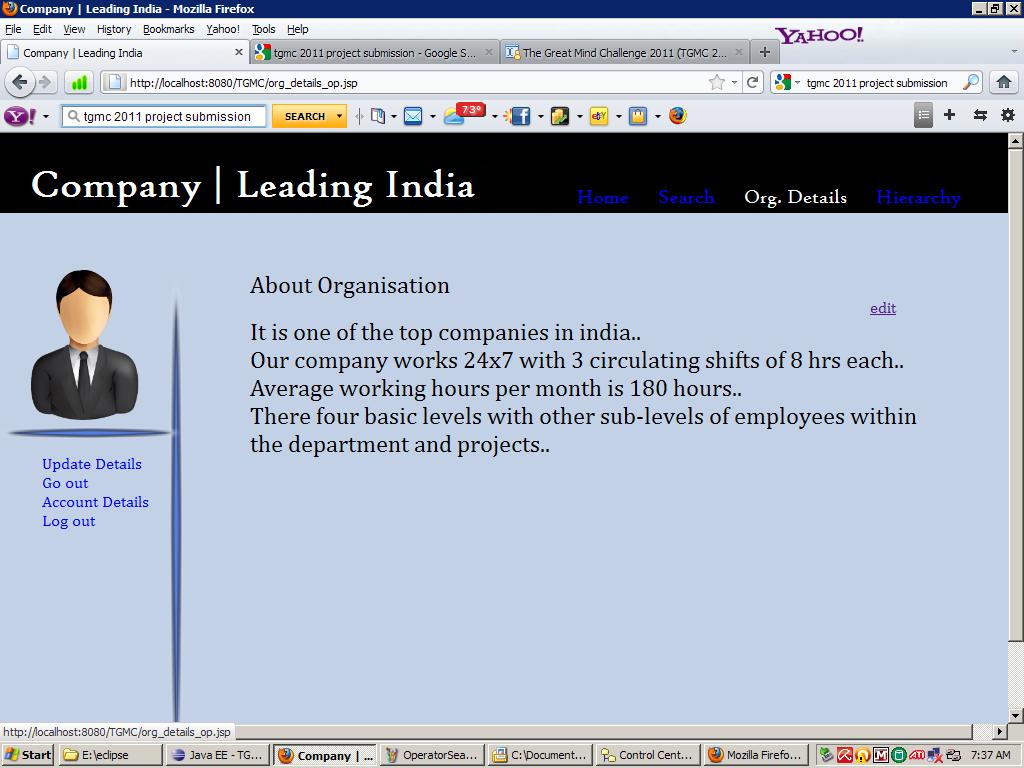 Company | Leading India - Mozilla Firefox
File Edit View History Bookmarks Yahoo! Tools Help
YAHOO!
Company | Leading India
tgmc 2011 project submission - Google S...
The Great Mind Challenge 2011 (TGMC 2...
http://localhost:8080/TGMC/org_details_op.jsp
tgmc 2011 project submission
Y! tgmc 2011 project submission SEARCH 73° eBY
Company | Leading India
Home Search Org. Details Hierarchy
About Organisation
edit
It is one of the top companies in india..
Our company works 24x7 with 3 circulating shifts of 8 hrs each..
Average working hours per month is 180 hours..
There four basic levels with other sub-levels of employees within
the department and projects..
Update Details
Go out
Account Details
Log out
http://localhost:8080/TGMC/org_details_op.jsp
Start E:\eclipse Java EE - TG... Company | ... OperatorSea... C:\Document... Control Cent... Mozilla Firefo... 7:37 AM